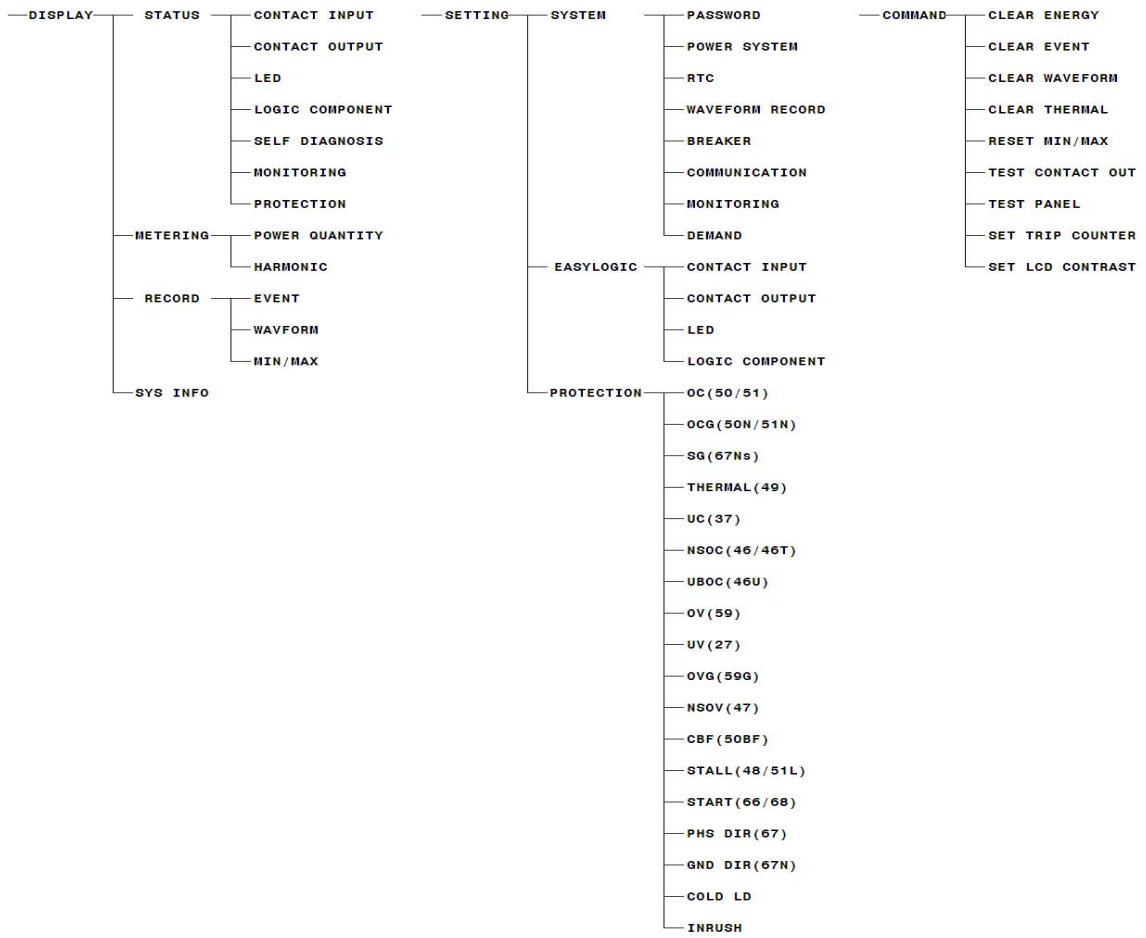 DISPLAY
STATUS
CONTACT INPUT
CONTACT OUTPUT
LED
LOGIC COMPONENT
SELF DIAGNOSIS
MONITORING
PROTECTION
METERING
POWER QUANTITY
HARMONIC
RECORD
EVENT
WAVFORM
MIN/MAX
SYS INFO
SETTING
SYSTEM
PASSWORD
POWER SYSTEM
RTC
WAVEFORM RECORD
BREAKER
COMMUNICATION
MONITORING
DEMAND
EASYLOGIC
CONTACT INPUT
CONTACT OUTPUT
LED
LOGIC COMPONENT
PROTECTION
OC(50/51)
OCG(50N/51N)
SG(67Ns)
THERMAL(49)
UC(37)
NSOC(46/46T)
UBOC(46U)
OV(59)
UV(27)
OVG(59G)
NSOV(47)
CBF(50BF)
STALL(48/51L)
START(66/68)
PHS DIR(67)
GND DIR(67N)
COLD LD
INRUSH
COMMAND
CLEAR ENERGY
CLEAR EVENT
CLEAR WAVEFORM
CLEAR THERMAL
RESET MIN/MAX
TEST CONTACT OUT
TEST PANEL
SET TRIP COUNTER
SET LCD CONTRAST